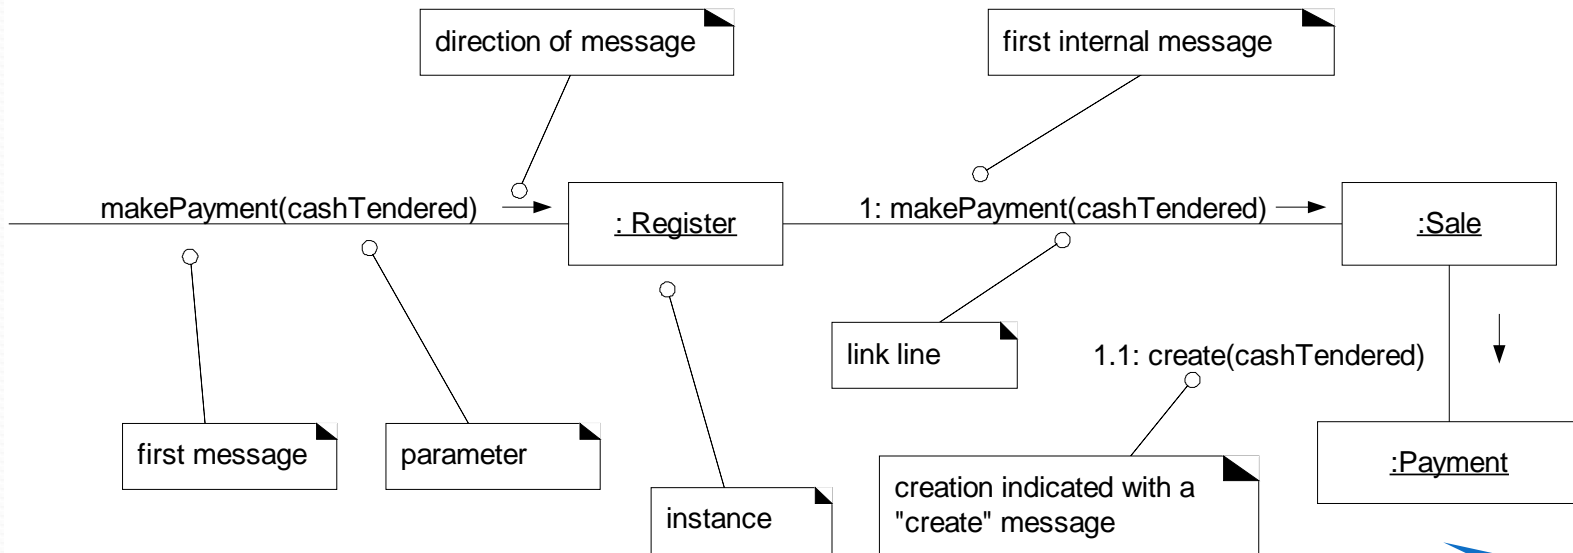 direction of message
first internal message
makePayment(cashTendered)
: Register
1: makePayment(cashTendered)
:Sale
link line
1.1: create(cashTendered)
first message
parameter
:Payment
instance
creation indicated with a
"create" message